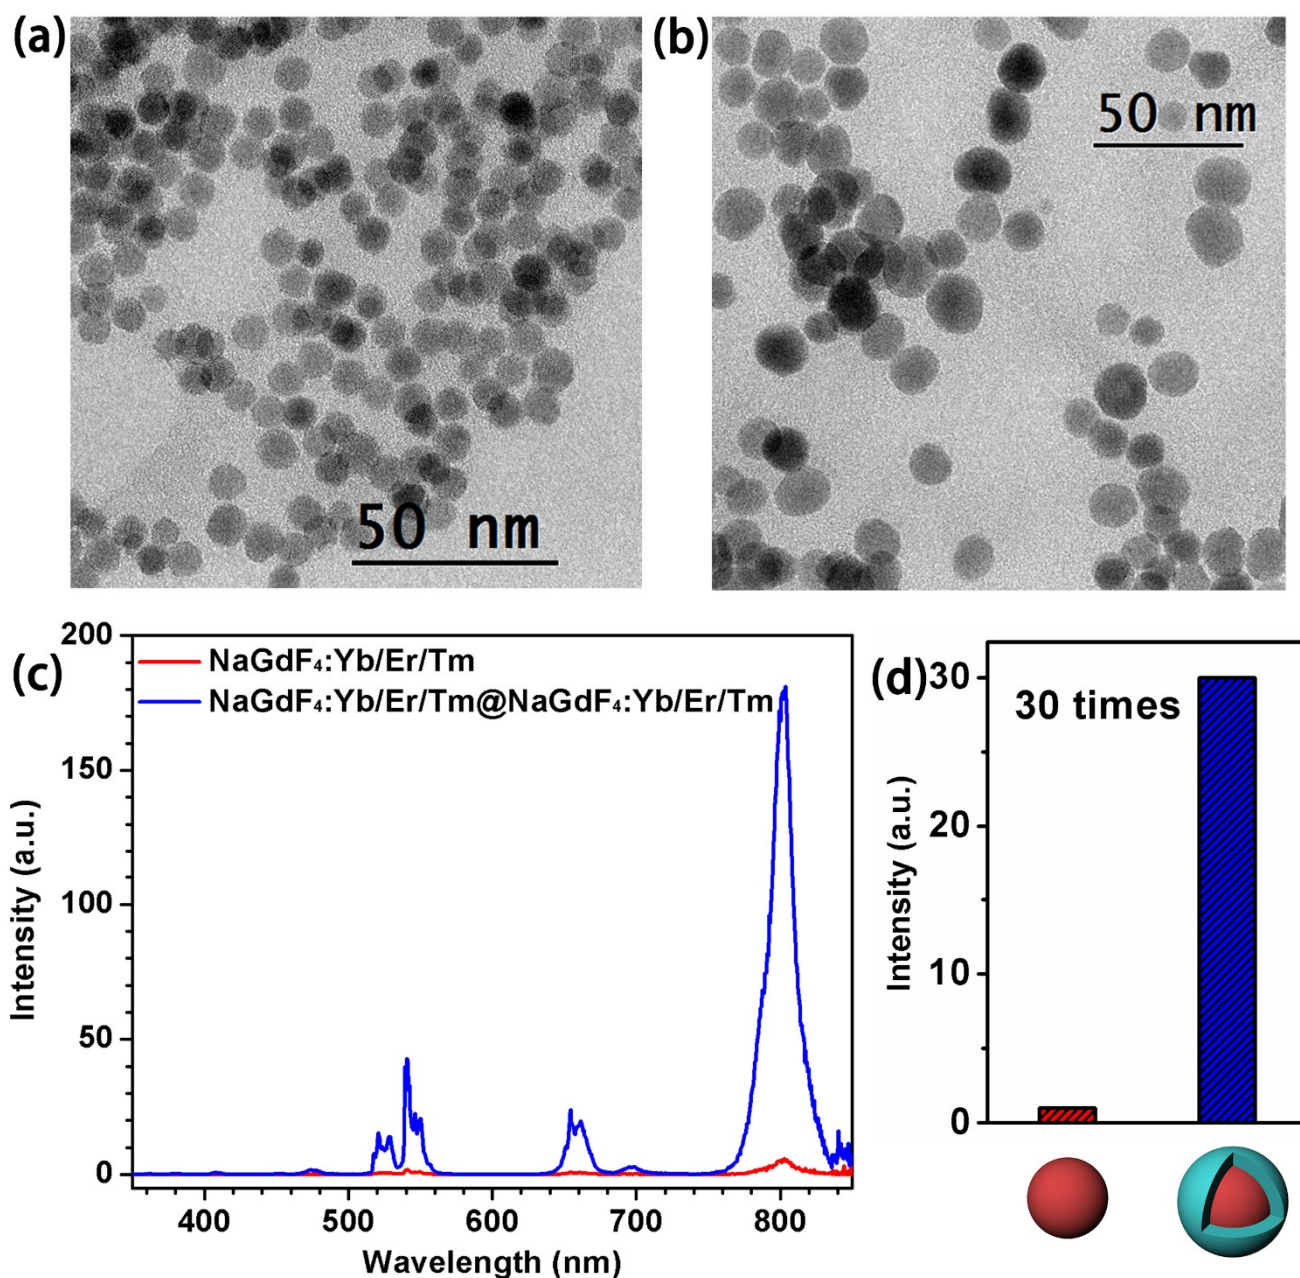 (a)
50 nm
(b)
50 nm
(c)
200
150
100
50
0
Intensity (a.u.)
NaGdF₄:Yb/Er/Tm
NaGdF₄:Yb/Er/Tm@NaGdF₄:Yb/Er/Tm
400 500 600 700 800
Wavelength (nm)
(d)
30 times
30
20
10
0
Intensity (a.u.)